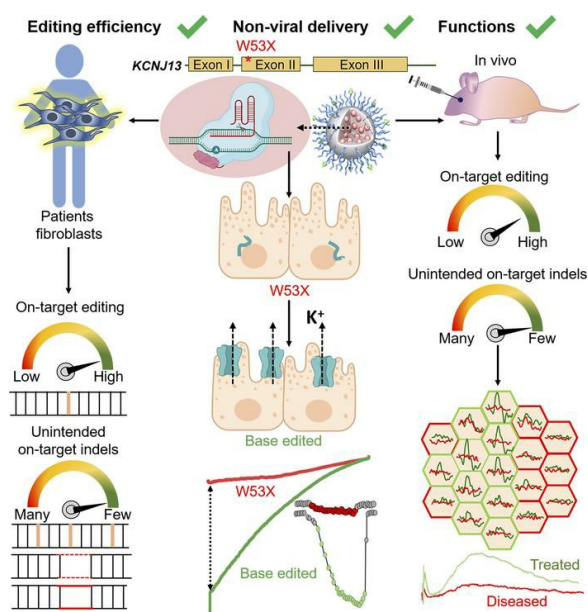 Editing efficiency
Non-viral delivery
Functions
W53X
KCNJ13
Exon I
*
Exon II
Exon III
In vivo
Patients
fibroblasts
On-target editing
Low
High
Unintended
on-target indels
Many
Few
A
W53X
K+
Base edited
W53X
Base edited
On-target editing
Low
High
Unintended on-target indels
Many
Few
Treated
Diseased